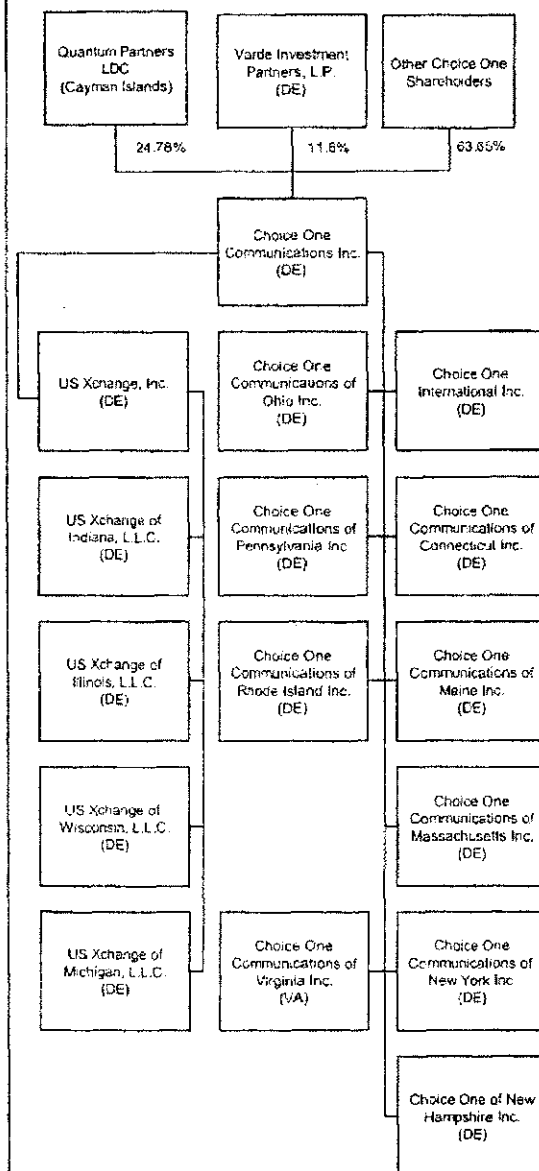 Quantum Partners
LDC
(Cayman Islands)
Varde Investment
Partners, L.P.
(DE)
Other Choice One
Shareholders
24.78%
11.6%
63.65%
Choice One
Communications Inc.
(DE)
US Xchange, Inc.
(DE)
Choice One
Communications of
Ohio Inc.
(DE)
Choice One
International Inc.
(DE)
US Xchange of
Indiana, L.L.C.
(DE)
Choice One
Communications of
Pennsylvania Inc
(DE)
Choice One
Communications of
Connecticut Inc.
(DE)
US Xchange of
Illinois, L.L.C.
(DE)
Choice One
Communications of
Rhode Island Inc.
(DE)
Choice One
Communications of
Maine Inc.
(DE)
US Xchange of
Wisconsin, L.L.C.
(DE)
Choice One
Communications of
Massachusetts Inc.
(DE)
US Xchange of
Michigan, L.L.C.
(DE)
Choice One
Communications of
Virginia Inc.
(VA)
Choice One
Communications of
New York Inc
(DE)
Choice One of New
Hampshire Inc.
(DE)